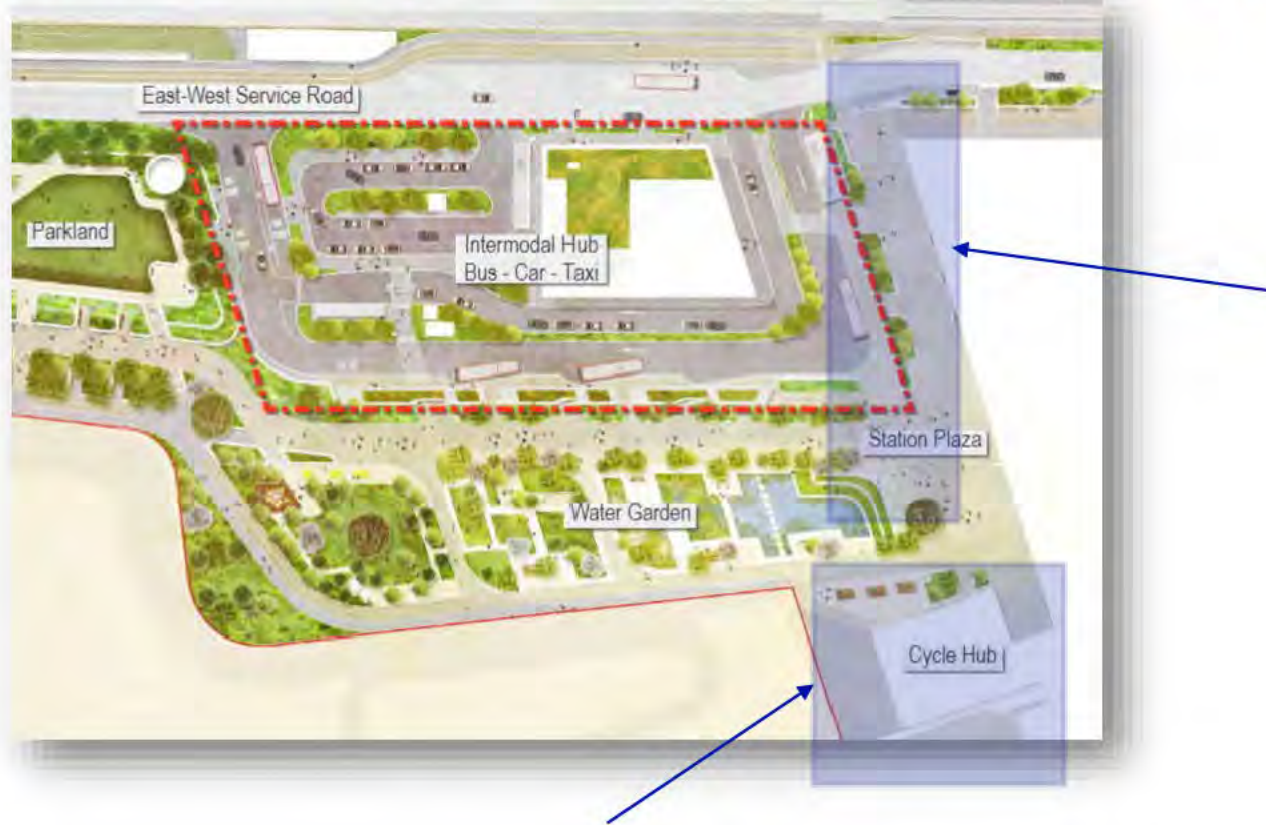 East-West Service Road
Parkland
Intermodal Hub
Bus - Car - Taxi
Station Plaza
Water Garden
Cycle Hub